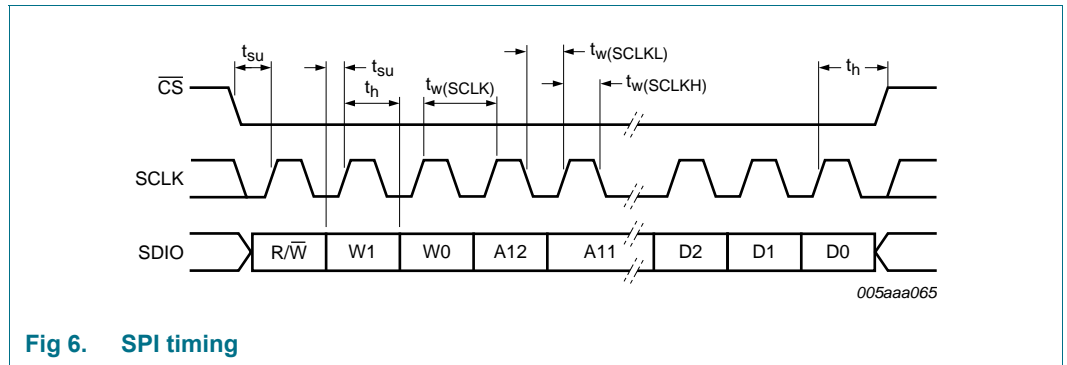 tsu
tsu
tw(SCLKL)
th
CS
th
tw(SCLK)
tw(SCLKH)
SCLK
SDIO R/W W1 W0 A12 A11 D2 D1 D0
005aaa065
Fig 6. SPI timing